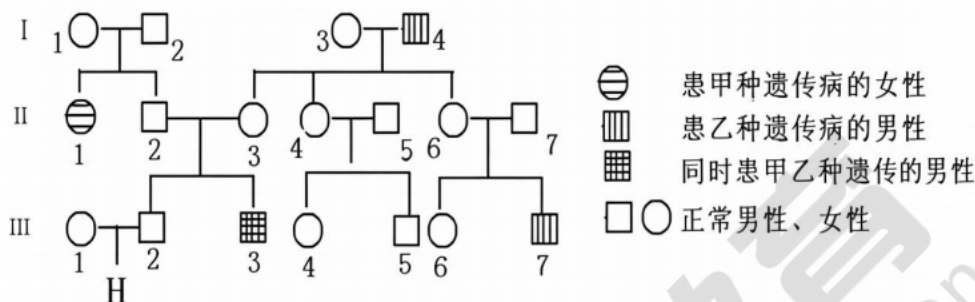 I 1 2 3 4
II 1 2 3 4 5 6 7
III 1 2 3 4 5 6 7
H
患甲种遗传病的女性
患乙种遗传病的男性
同时患甲乙种遗传的男性
正常男性、女性